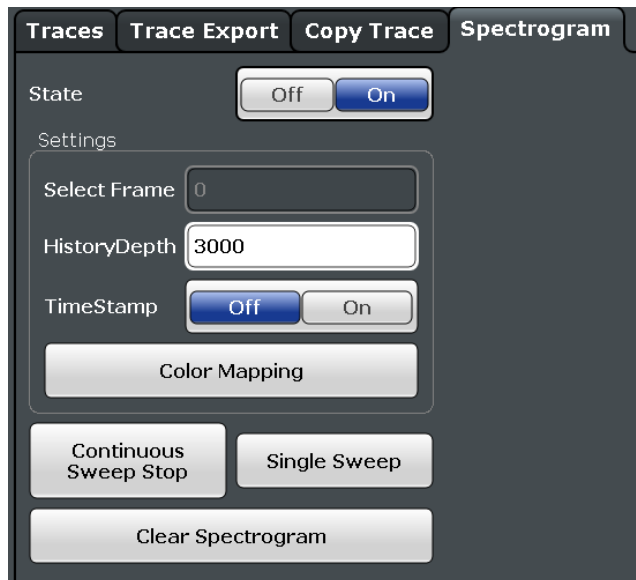 Traces Trace Export Copy Trace Spectrogram
State Off On
Settings
Select Frame 0
HistoryDepth 3000
TimeStamp Off On
Color Mapping
Continuous
Sweep Stop
Single Sweep
Clear Spectrogram